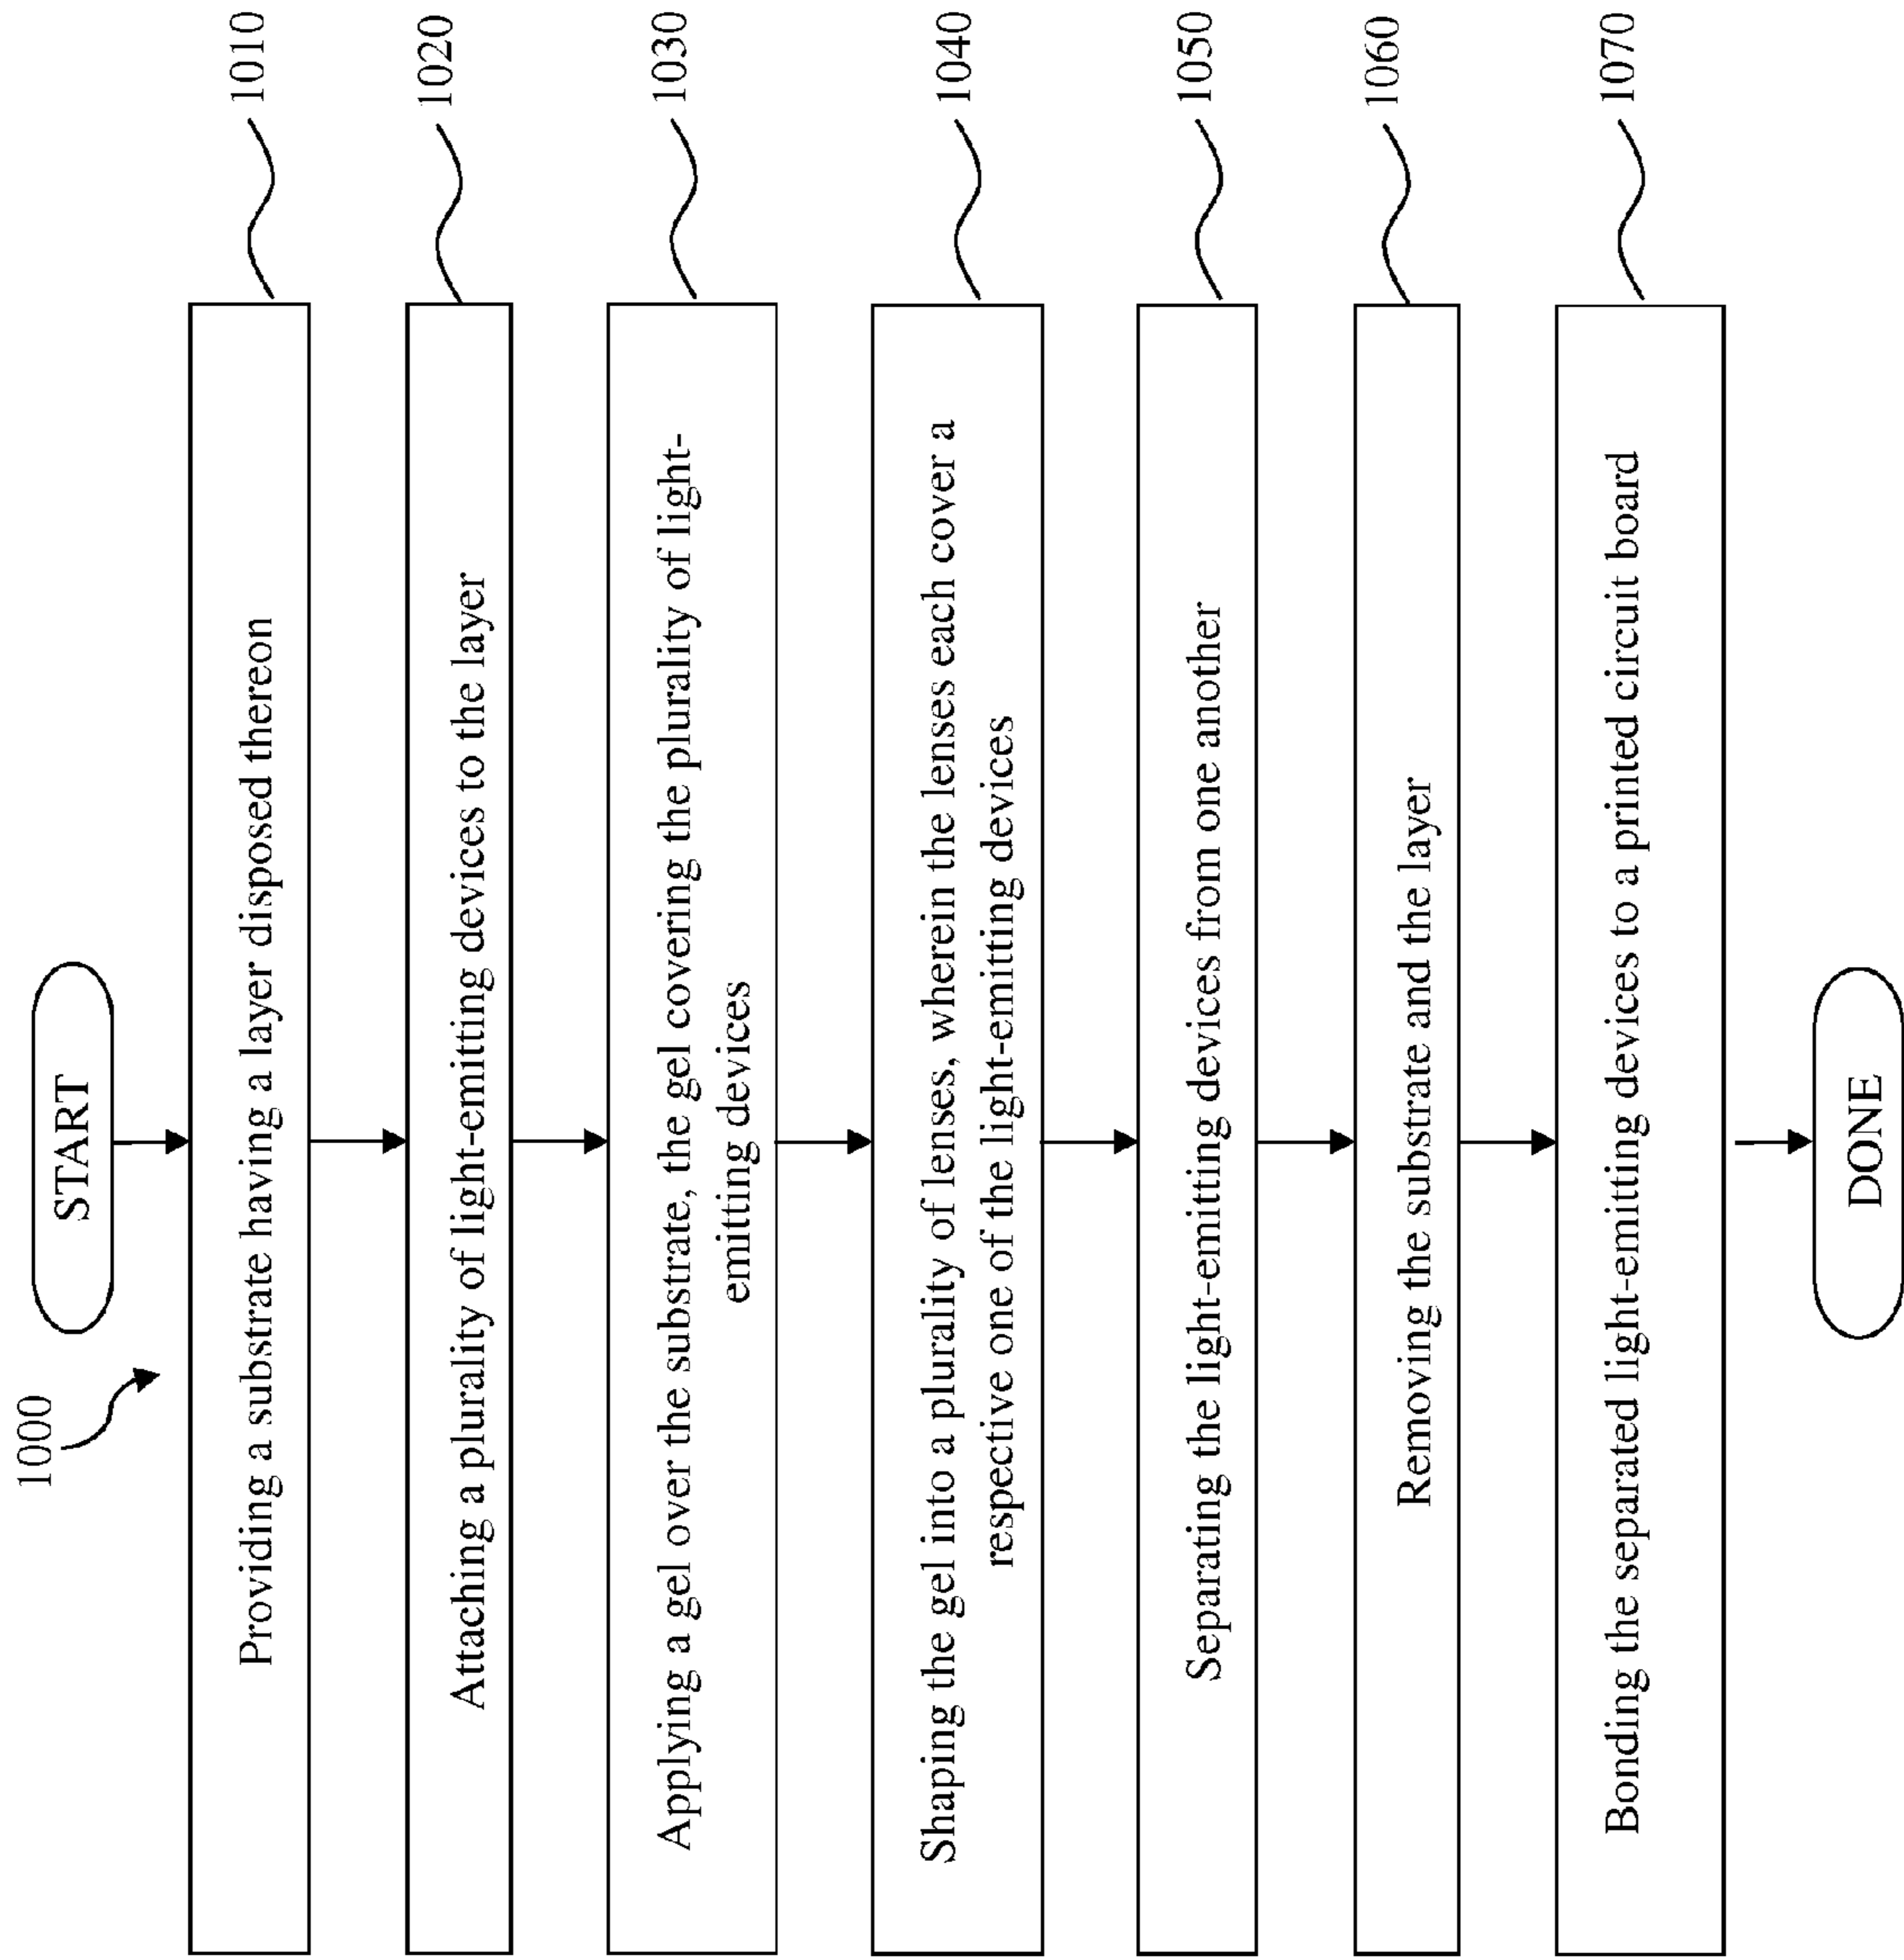 1000
START
Providing a substrate having a layer disposed thereon
1010
Attaching a plurality of light-emitting devices to the layer
1020
Applying a gel over the substrate, the gel covering the plurality of light-
emitting devices
1030
Shaping the gel into a plurality of lenses, wherein the lenses each cover a
respective one of the light-emitting devices
1040
Separating the light-emitting devices from one another
1050
Removing the substrate and the layer
1060
Bonding the separated light-emitting devices to a printed circuit board
1070
DONE